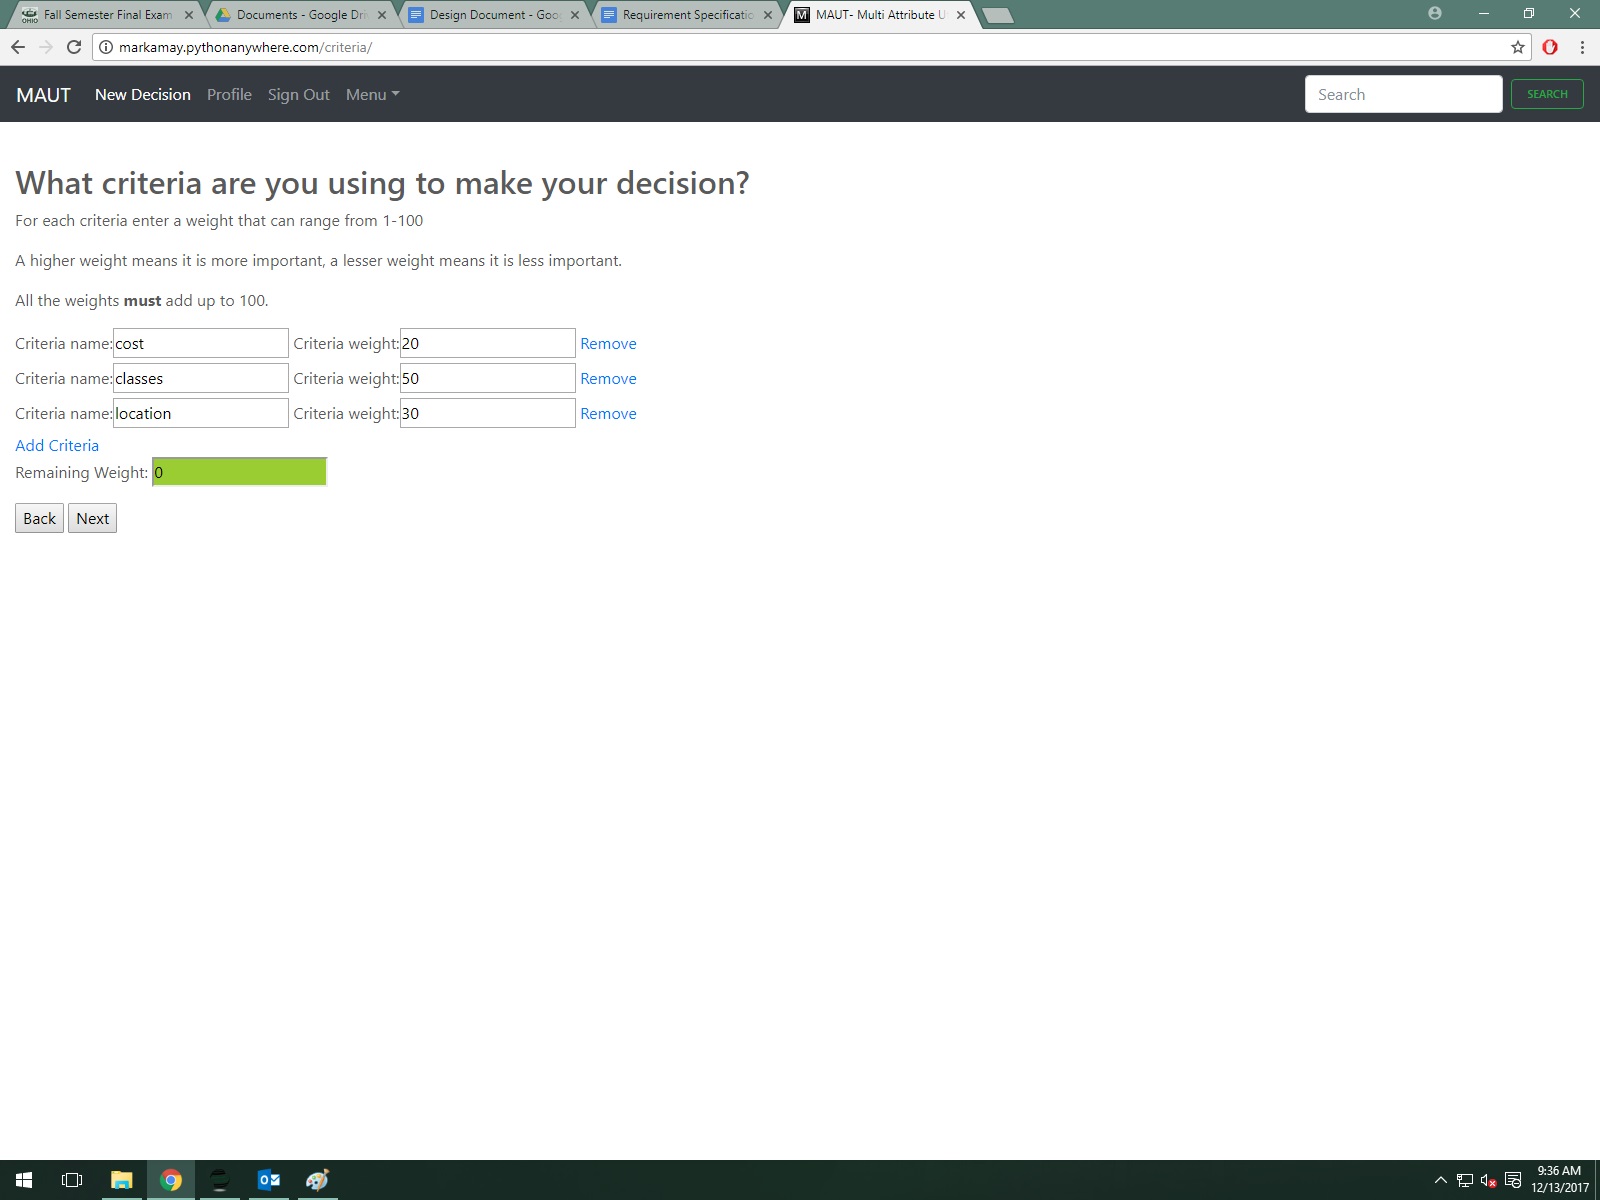 Fall Semester Final Exam
Documents - Google Dri
Design Document - Goo
Requirement Specificatio
MAUT- Multi Attribute U
markamay.pythonanywhere.com/criteria/
MAUT New Decision Profile Sign Out Menu Search SEARCH
What criteria are you using to make your decision?
For each criteria enter a weight that can range from 1-100
A higher weight means it is more important, a lesser weight means it is less important.
All the weights must add up to 100.
Criteria name: cost Criteria weight: 20 Remove
Criteria name: classes Criteria weight: 50 Remove
Criteria name: location Criteria weight: 30 Remove
Add Criteria
Remaining Weight: 0
Back Next
9:36 AM
12/13/2017